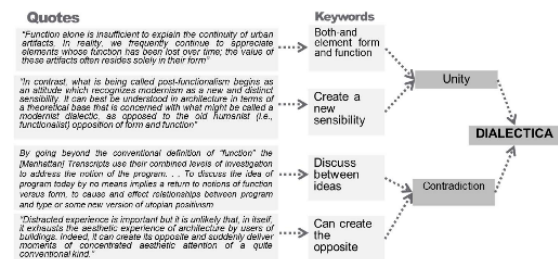 Quotes
Keywords
"Function alone is insufficient to explain the continuity of urban
artifacts. In reality, we frequently continue to appreciate
elements whose function has been lost over time; the value of
these artifacts often resides solely in their form"
Both-and
element form
and function
"In contrast, what is being called post-functionalism begins as
an attitude which recognizes modernism as a new and distinct
sensibility. It can best be understood in architecture in terms of
a theoretical base that is concerned with what might be called a
modernist dialectic, as opposed to the old humanist (i.e.,
functionalist) opposition of form and function"
Create a
new
sensibility
Unity
DIALECTICA
By going beyond the conventional definition of "function" the
[Manhattan] Transcripts use their combined levels of investigation
to address the notion of the program. . . To discuss the idea of
program today by no means implies a return to notions of function
versus form, to cause and effect relationships between program
and type or some new version of utopian positivism
Discuss
between
ideas
Contradiction
"Distracted experience is important but it is unlikely that, in itself,
it exhausts the aesthetic experience of architecture by users of
buildings. Indeed, it can create its opposite and suddenly deliver
moments of concentrated aesthetic attention of a quite
conventional kind."
Can create
the
opposite